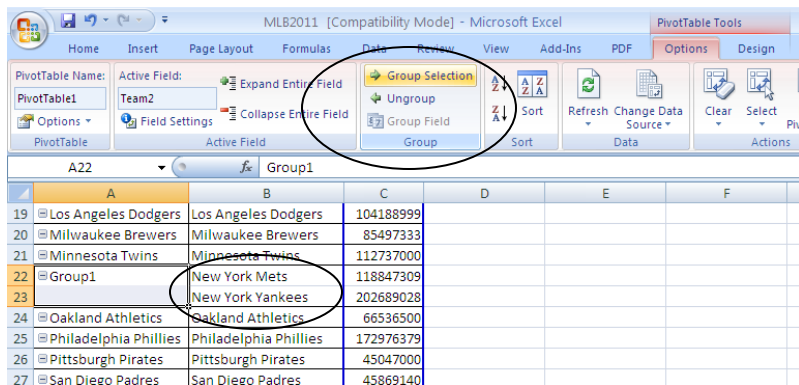 MLB2011 [Compatibility Mode] - Microsoft Excel
PivotTable Tools
Home Insert Page Layout Formulas Data Review View Add-Ins PDF Options Design
PivotTable Name: Active Field: Expand Entire Field Group Selection
PivotTable1 Team2 Ungroup Sort Refresh Change Data Source Clear Select
Options Field Settings Collapse Entire Field Group Field
PivotTable Active Field Group Sort Data Actions
A22 fx Group1
A B C D E F
19 Los Angeles Dodgers Los Angeles Dodgers 104188999
20 Milwaukee Brewers Milwaukee Brewers 85497333
21 Minnesota Twins Minnesota Twins 112737000
22 Group1 New York Mets 118847309
23 New York Yankees 202689028
24 Oakland Athletics Oakland Athletics 66536500
25 Philadelphia Phillies Philadelphia Phillies 172976379
26 Pittsburgh Pirates Pittsburgh Pirates 45047000
27 San Diego Padres San Diego Padres 45869140